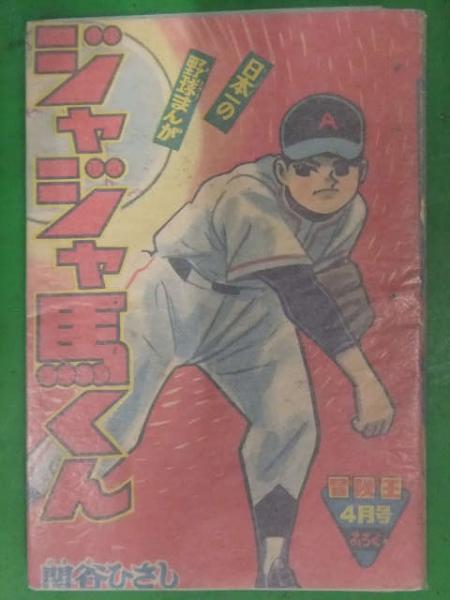 日本一の
野球まんが
ジャジャ馬くん
A
冒険王
4月号
ふろく
関谷ひさし